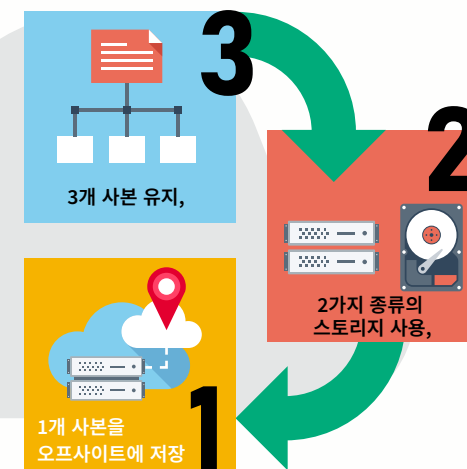 3
3개 사본 유지,
2
2가지 종류의
스토리지 사용,
1
1개 사본을
오프사이트에 저장